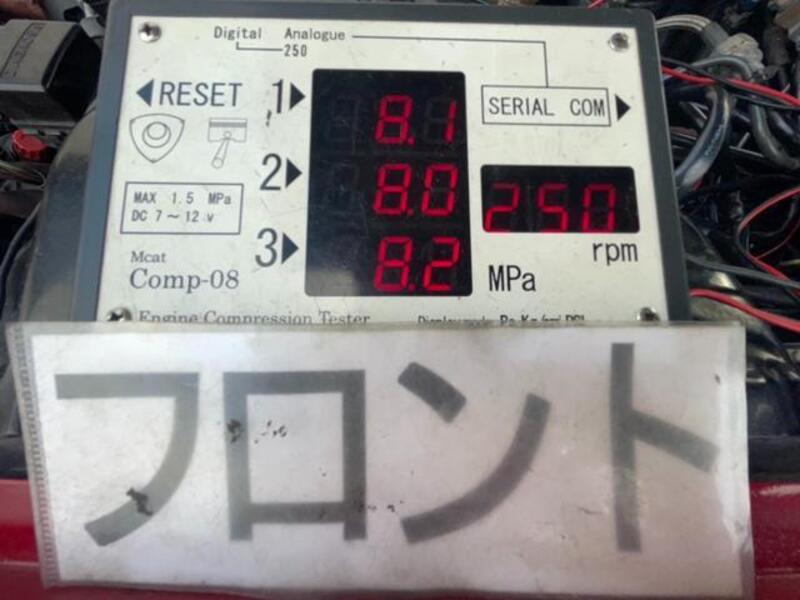 Digital Analogue
250
RESET 1 8.1 SERIAL COM
2 8.0 250
MAX 1.5 MPa
DC 7～12 v
rpm
3 8.2 MPa
Mcat
Comp-08
Engine Compression Tester
フロント